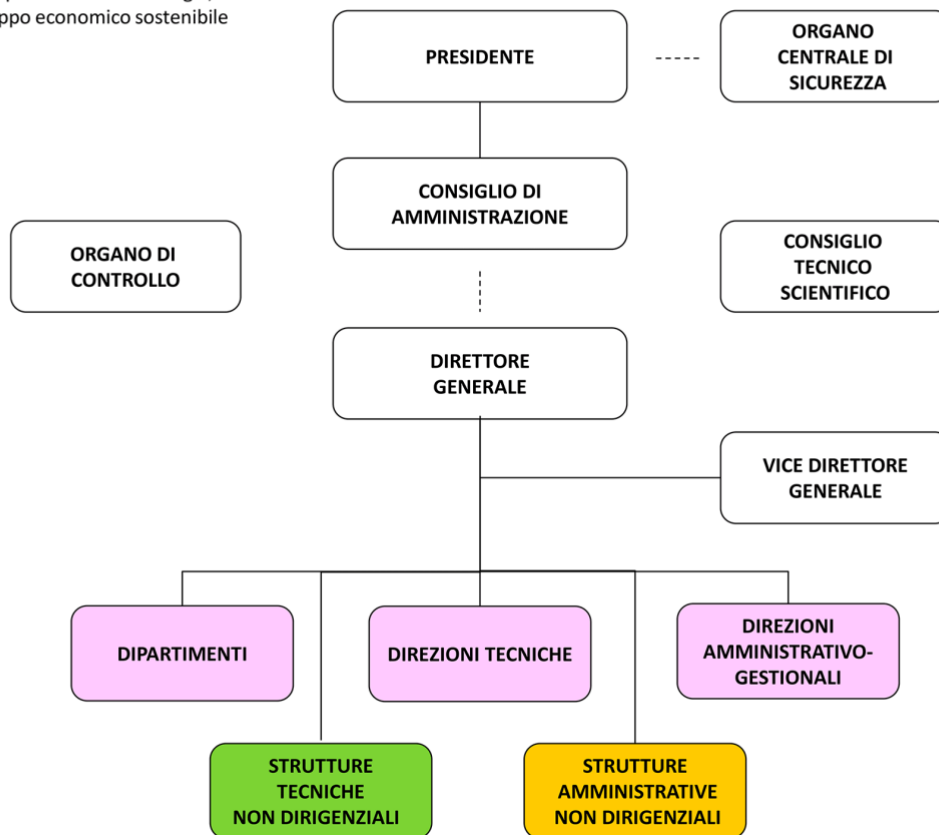 ppo economico sostenibile
PRESIDENTE
ORGANO
CENTRALE DI
SICUREZZA
CONSIGLIO DI
AMMINISTRAZIONE
ORGANO DI
CONTROLLO
CONSIGLIO
TECNICO
SCIENTIFICO
DIRETTORE
GENERALE
VICE DIRETTORE
GENERALE
DIPARTIMENTI
DIREZIONI TECNICHE
DIREZIONI
AMMINISTRATIVO-
GESTIONALI
STRUTTURE
TECNICHE
NON DIRIGENZIALI
STRUTTURE
AMMINISTRATIVE
NON DIRIGENZIALI